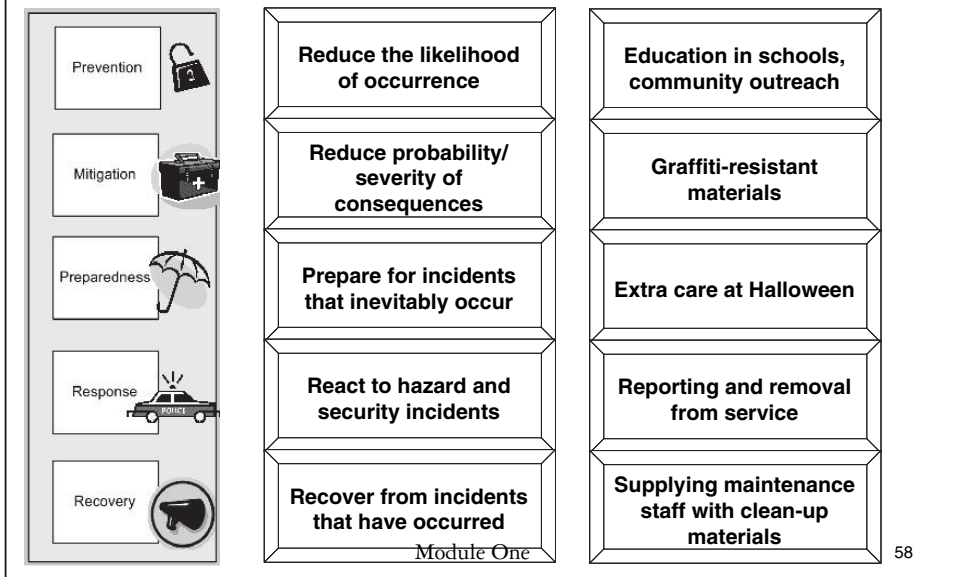 Prevention
Reduce the likelihood
of occurrence
Education in schools,
community outreach
Mitigation
Reduce probability/
severity of
consequences
Graffiti-resistant
materials
Preparedness
Prepare for incidents
that inevitably occur
Extra care at Halloween
Response
POLICE
React to hazard and
security incidents
Reporting and removal
from service
Recovery
Recover from incidents
that have occurred
Supplying maintenance
staff with clean-up
materials
Module One
58